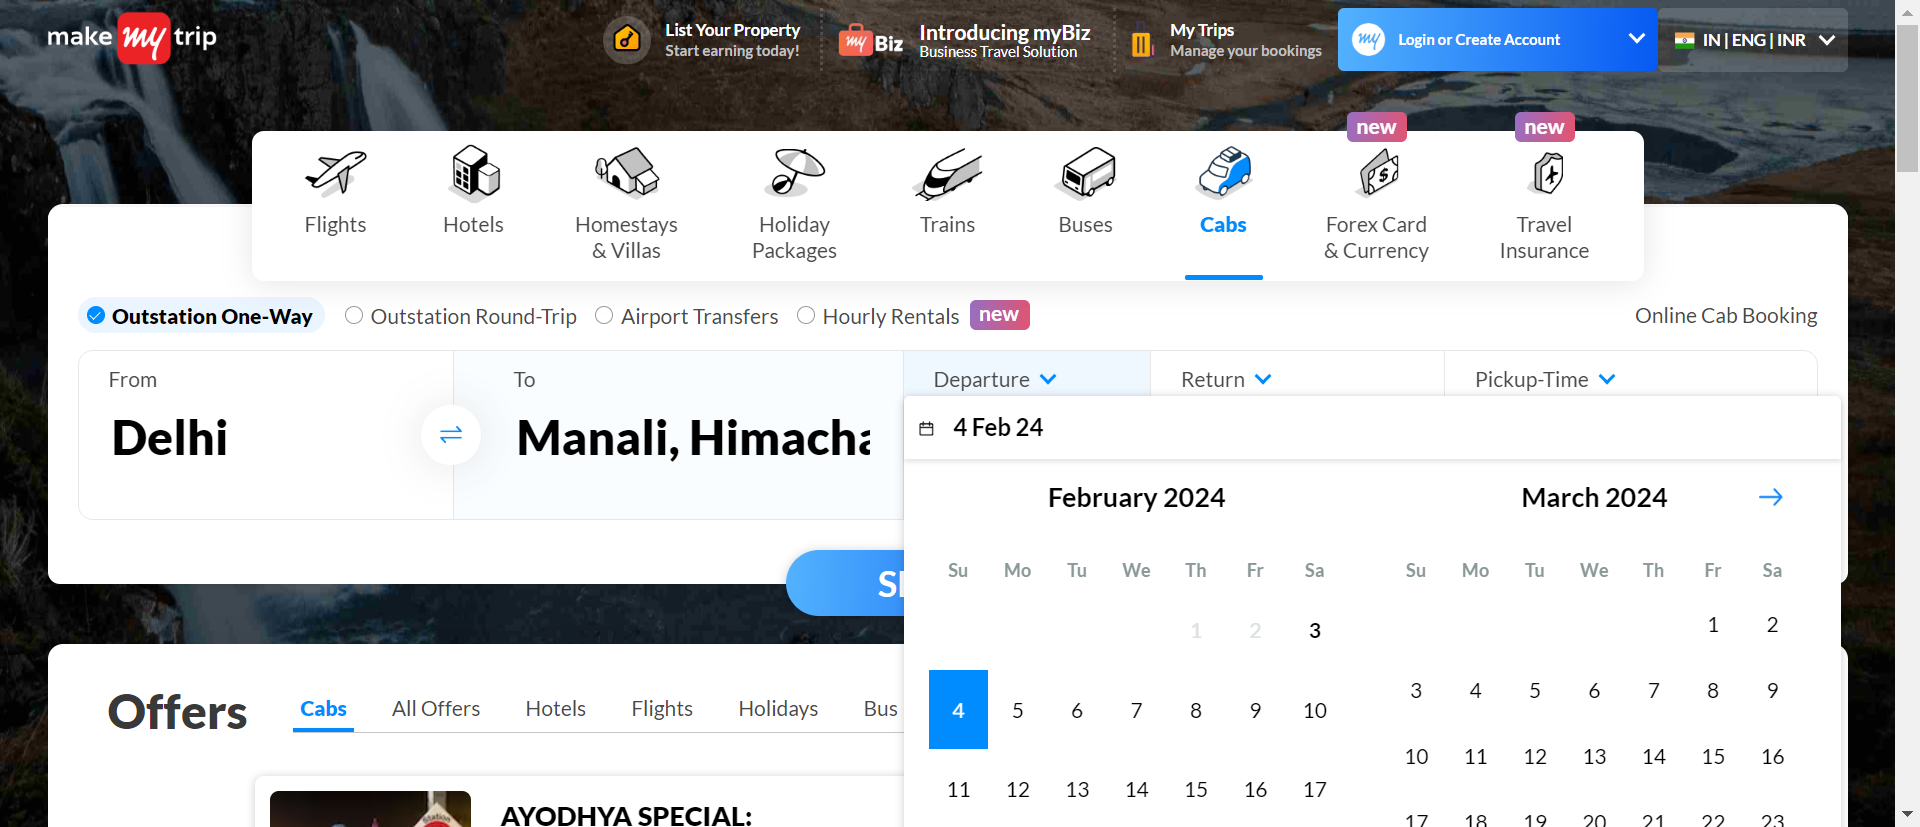 make my trip
List Your Property
Start earning today!
my Biz
Introducing myBiz
Business Travel Solution
My Trips
Manage your bookings
my
Login or Create Account
IN | ENG | INR
new
new
Flights
Hotels
Homestays
& Villas
Holiday
Packages
Trains
Buses
Cabs
Forex Card
& Currency
Travel
Insurance
Outstation One-Way
Outstation Round-Trip
Airport Transfers
Hourly Rentals
new
Online Cab Booking
From
Delhi
To
Manali, Himacha
Departure
Return
Pickup-Time
4 Feb 24
February 2024
March 2024
Su Mo Tu We Th Fr Sa
Su Mo Tu We Th Fr Sa
1 2 3
1 2
4 5 6 7 8 9 10
3 4 5 6 7 8 9
11 12 13 14 15 16 17
10 11 12 13 14 15 16
17 18 19 20 21 22 23
Offers
Cabs
All Offers
Hotels
Flights
Holidays
Bus
Station
AYODHYA SPECIAL: